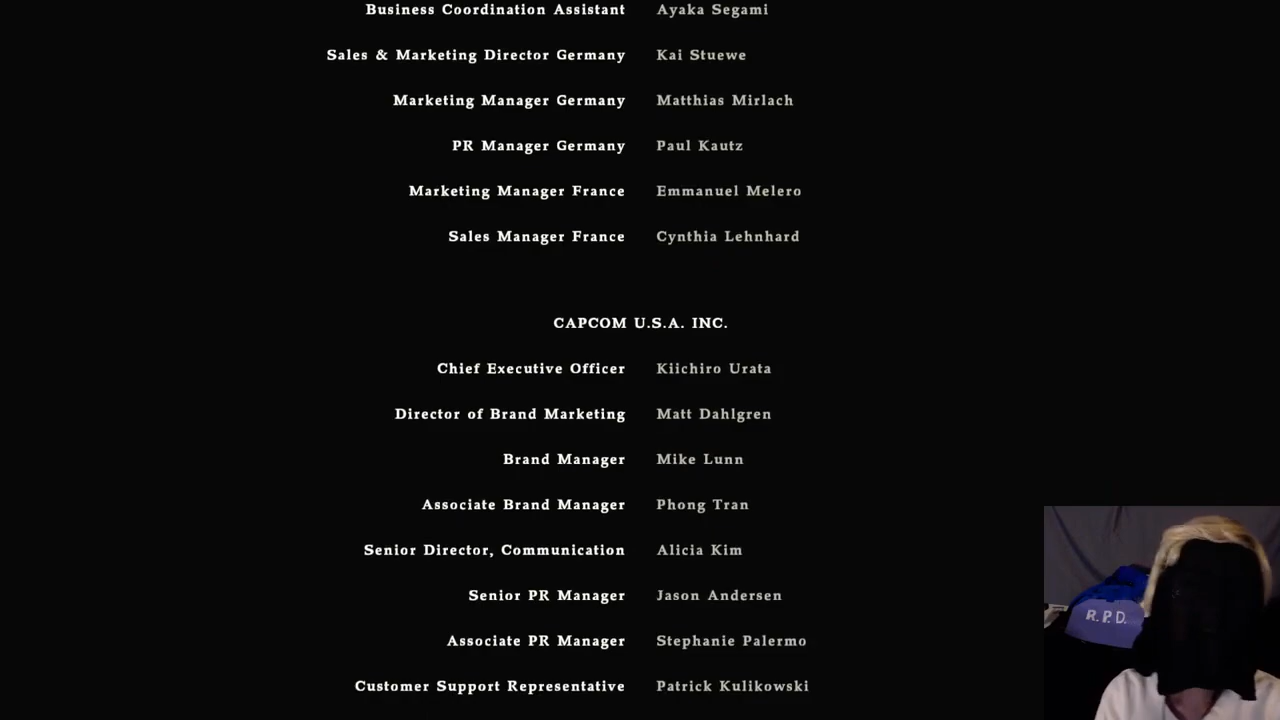 Business Coordination Assistant Ayaka Segami
Sales & Marketing Director Germany Kai Stuewe
Marketing Manager Germany Matthias Mirlach
PR Manager Germany Paul Kautz
Marketing Manager France Emmanuel Melero
Sales Manager France Cynthia Lehnhard
CAPCOM U.S.A. INC.
Chief Executive Officer Kiichiro Urata
Director of Brand Marketing Matt Dahlgren
Brand Manager Mike Lunn
Associate Brand Manager Phong Tran
Senior Director, Communication Alicia Kim
Senior PR Manager Jason Andersen
Associate PR Manager Stephanie Palermo
Customer Support Representative Patrick Kulikowski
R.P.D.